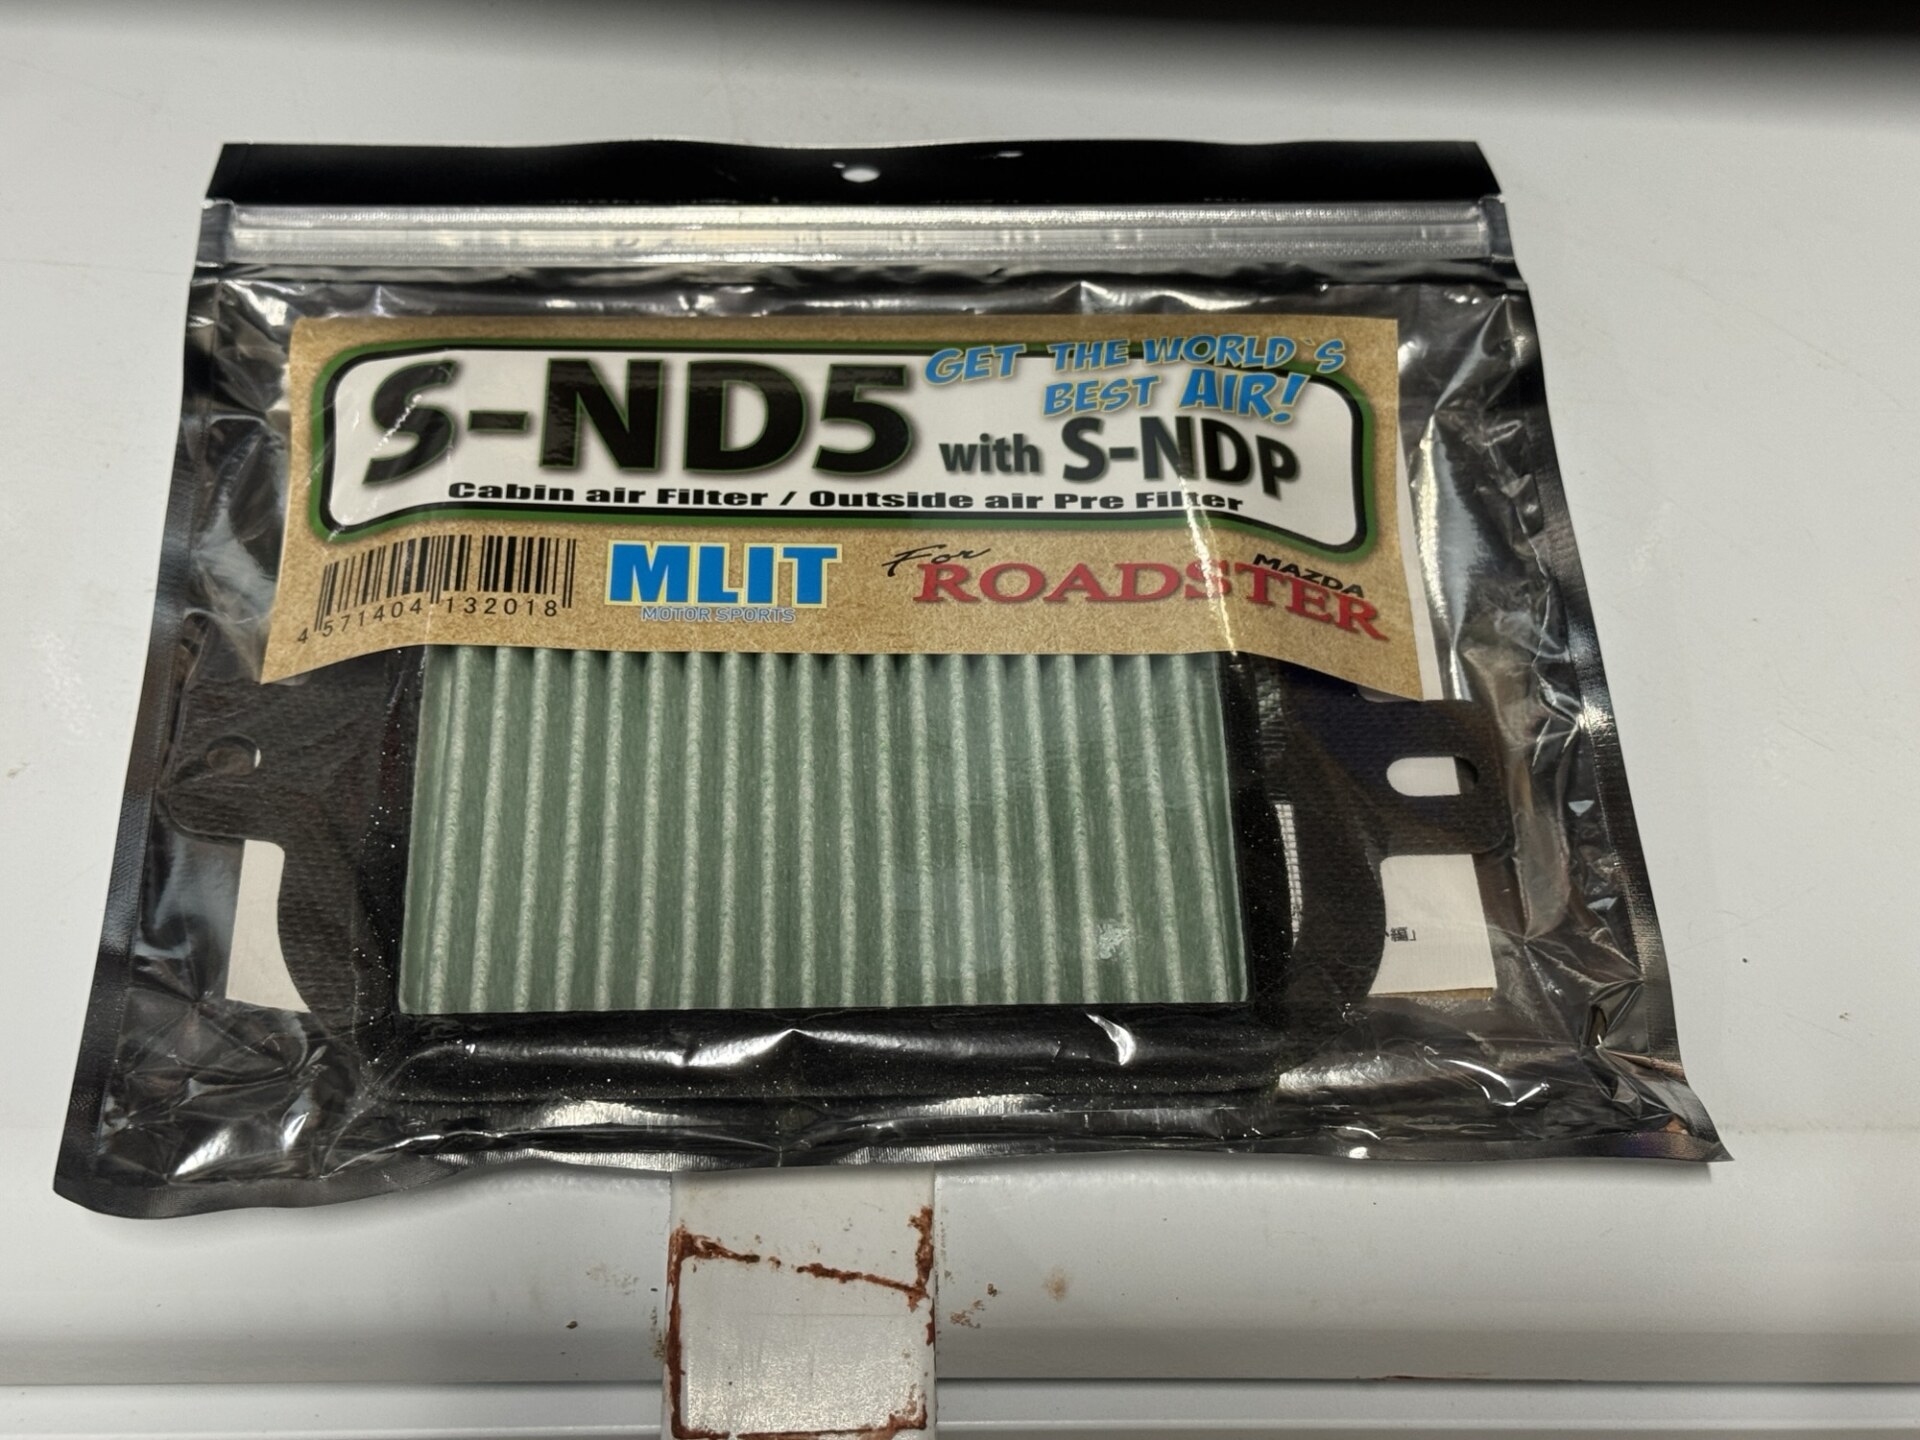 GET THE WORLD`S
BEST AIR!
S-ND5 with S-NDP
Cabin air Filter / Outside air Pre Filter
4 571404 132018
MLIT
MOTOR SPORTS
For
MAZDA
ROADSTER
編」